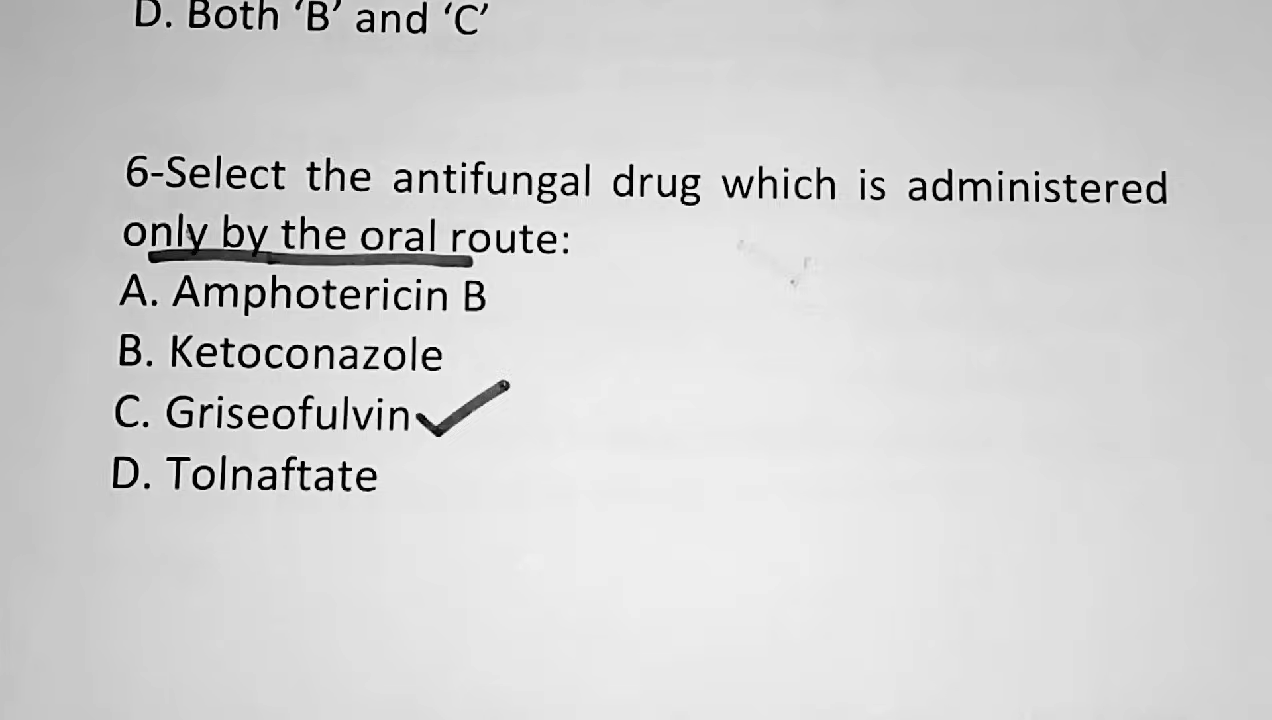 D. Both ‘B’ and ‘C’
6-Select the antifungal drug which is administered
only by the oral route:
A. Amphotericin B
B. Ketoconazole
C. Griseofulvin
D. Tolnaftate